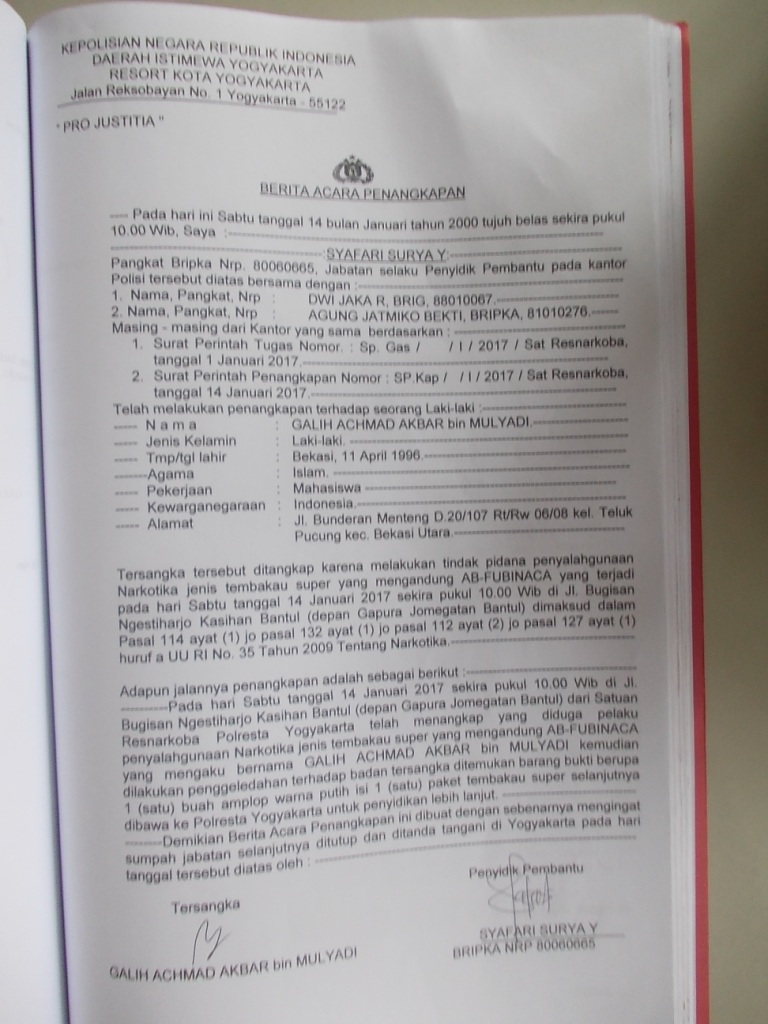 KEPOLISIAN NEGARA REPUBLIK INDONESIA
DAERAH ISTIMEWA YOGYAKARTA
RESORT KOTA YOGYAKARTA
Jalan Reksobayan No. 1 Yogyakarta - 55122
" PRO JUSTITIA "
BERITA ACARA PENANGKAPAN
---- Pada hari ini Sabtu tanggal 14 bulan Januari tahun 2000 tujuh belas sekira pukul
10.00 Wib, Saya :----------
----------:SYAFARI SURYA Y:----------
Pangkat Bripka Nrp. 80060665, Jabatan selaku Penyidik Pembantu pada kantor
Polisi tersebut diatas bersama dengan :----------
1. Nama, Pangkat, Nrp : DWI JAKA R, BRIG, 88010067.----------
2. Nama, Pangkat, Nrp : AGUNG JATMIKO BEKTI, BRIPKA, 81010276.-----
Masing - masing dari Kantor yang sama berdasarkan :----------
1. Surat Perintah Tugas Nomor. : Sp. Gas / / I / 2017 / Sat Resnarkoba,
tanggal 1 Januari 2017.----------
2. Surat Perintah Penangkapan Nomor : SP.Kap / / I / 2017 / Sat Resnarkoba,
tanggal 14 Januari 2017.----------
Telah melakukan penangkapan terhadap seorang Laki-laki :----------
----- N a m a : GALIH ACHMAD AKBAR bin MULYADI.----------
----- Jenis Kelamin : Laki-laki. ----------
----- Tmp/tgl lahir : Bekasi, 11 April 1996.----------
-----Agama : Islam. ----------
----- Pekerjaan : Mahasiswa ----------
----- Kewarganegaraan : Indonesia.----------
----- Alamat : Jl. Bunderan Menteng D.20/107 Rt/Rw 06/08 kel. Teluk
Pucung kec. Bekasi Utara.----------
Tersangka tersebut ditangkap karena melakukan tindak pidana penyalahgunaan
Narkotika jenis tembakau super yang mengandung AB-FUBINACA yang terjadi
pada hari Sabtu tanggal 14 Januari 2017 sekira pukul 10.00 Wib di Jl. Bugisan
Ngestiharjo Kasihan Bantul (depan Gapura Jomegatan Bantul) dimaksud dalam
Pasal 114 ayat (1) jo pasal 132 ayat (1) jo pasal 112 ayat (2) jo pasal 127 ayat (1)
huruf a UU RI No. 35 Tahun 2009 Tentang Narkotika.----------
Adapun jalannya penangkapan adalah sebagai berikut :----------
----------Pada hari Sabtu tanggal 14 Januari 2017 sekira pukul 10.00 Wib di Jl.
Bugisan Ngestiharjo Kasihan Bantul (depan Gapura Jomegatan Bantul) dari Satuan
Resnarkoba Polresta Yogyakarta telah menangkap yang diduga pelaku
penyalahgunaan Narkotika jenis tembakau super yang mengandung AB-FUBINACA
yang mengaku bernama GALIH ACHMAD AKBAR bin MULYADI kemudian
dilakukan penggeledahan terhadap badan tersangka ditemukan barang bukti berupa
1 (satu) buah amplop warna putih isi 1 (satu) paket tembakau super selanjutnya
dibawa ke Polresta Yogyakarta untuk penyidikan lebih lanjut. ----------
----------Demikian Berita Acara Penangkapan ini dibuat dengan sebenarnya mengingat
sumpah jabatan selanjutnya ditutup dan ditanda tangani di Yogyakarta pada hari
tanggal tersebut diatas oleh : ----------
Tersangka
GALIH ACHMAD AKBAR bin MULYADI
Penyidik Pembantu
SYAFARI SURYA Y
BRIPKA NRP 80060665